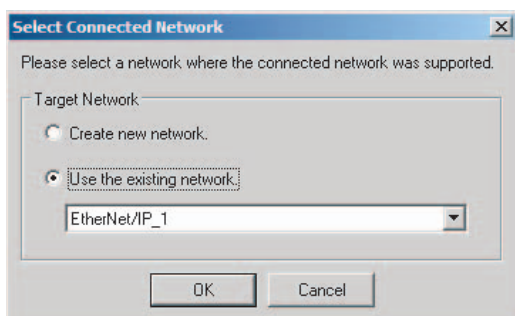 Select Connected Network
Please select a network where the connected network was supported.
Target Network
Create new network.
Use the existing network.
EtherNet/IP_1
OK
Cancel